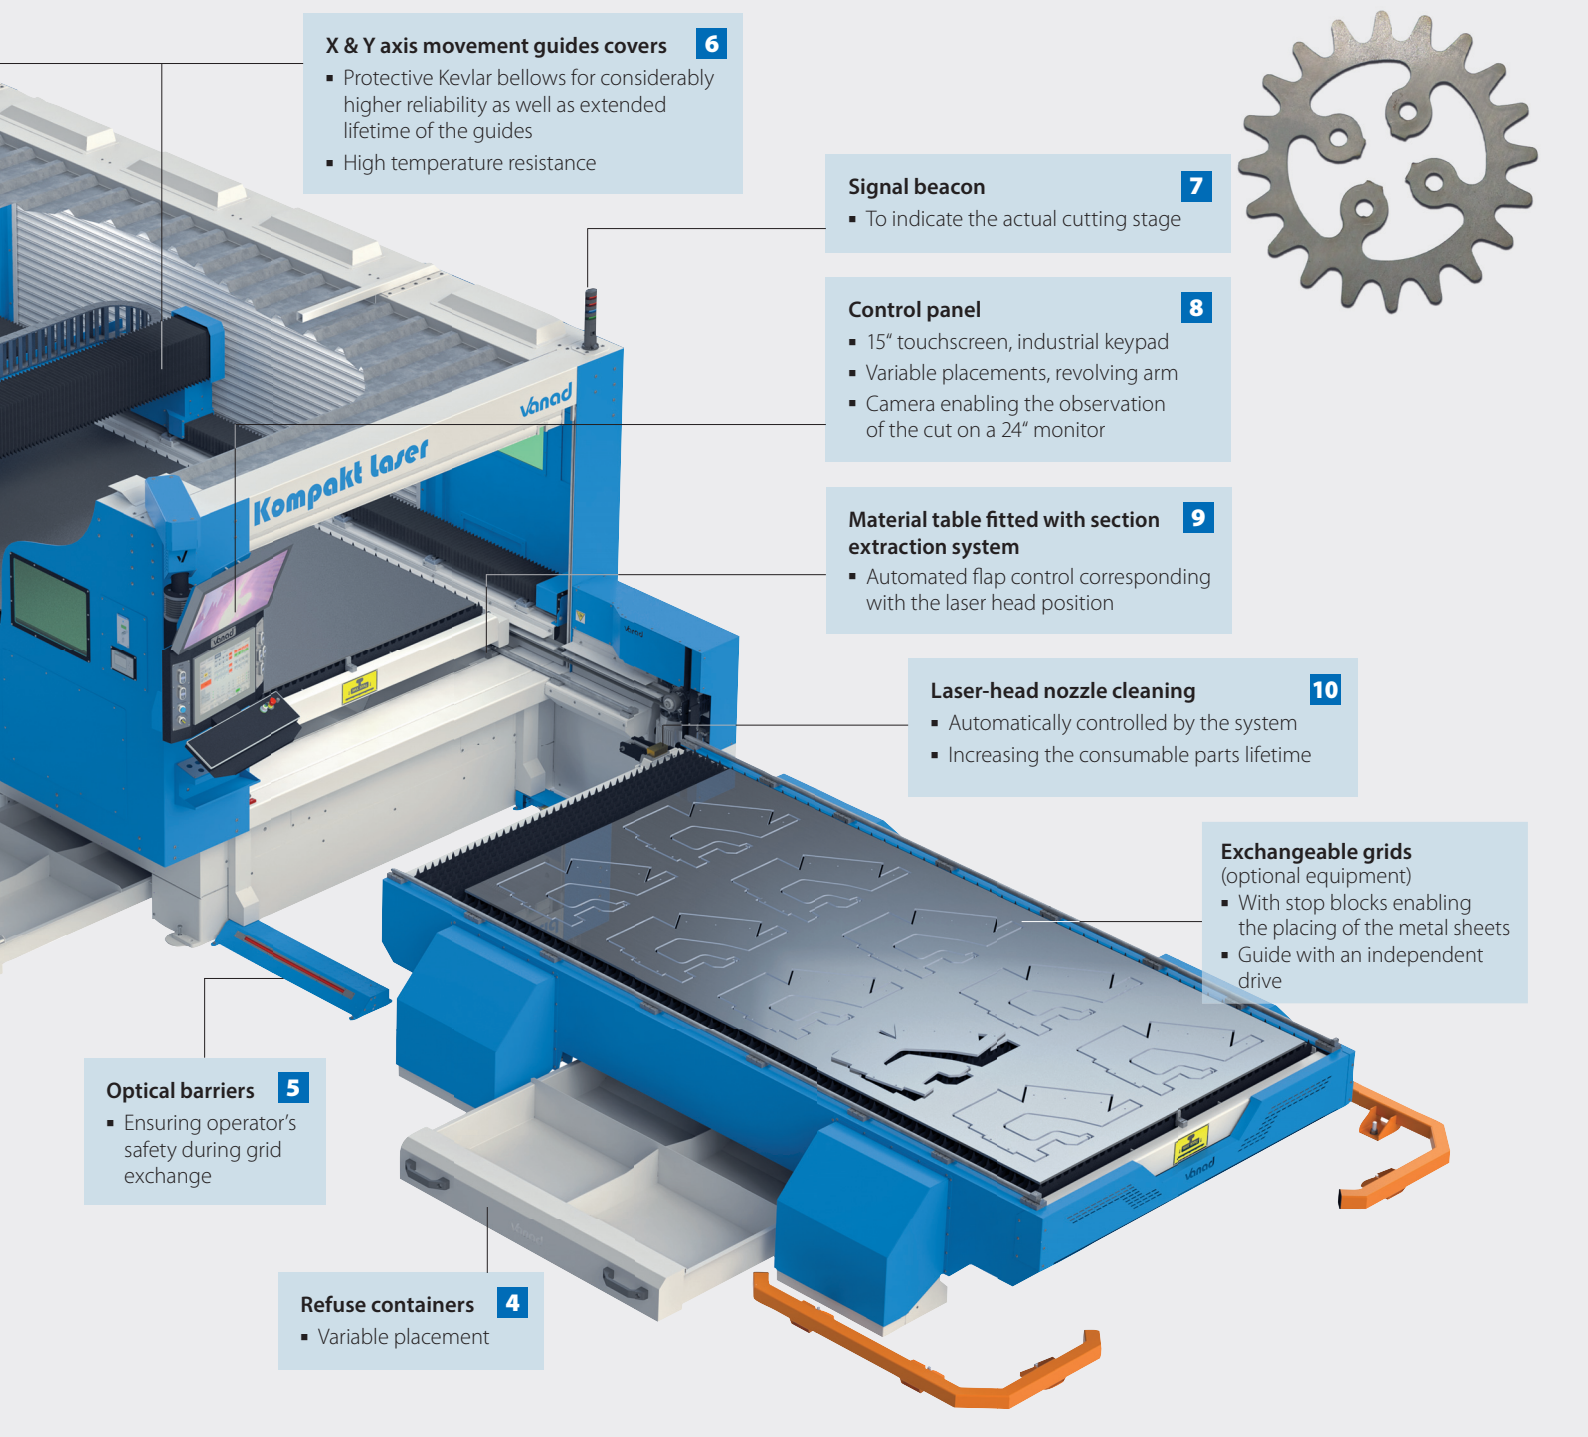 X & Y axis movement guides covers 6
▪ Protective Kevlar bellows for considerably
higher reliability as well as extended
lifetime of the guides
▪ High temperature resistance
Signal beacon 7
▪ To indicate the actual cutting stage
Control panel 8
▪ 15“ touchscreen, industrial keypad
▪ Variable placements, revolving arm
▪ Camera enabling the observation
of the cut on a 24“ monitor
Vanad
Kompakt Laser
Material table fitted with section 9
extraction system
▪ Automated flap control corresponding
with the laser head position
vanad
vanad
Laser-head nozzle cleaning 10
▪ Automatically controlled by the system
▪ Increasing the consumable parts lifetime
Exchangeable grids
(optional equipment)
▪ With stop blocks enabling
the placing of the metal sheets
▪ Guide with an independent
drive
Optical barriers 5
▪ Ensuring operator’s
safety during grid
exchange
vanad
vanad
Refuse containers 4
▪ Variable placement